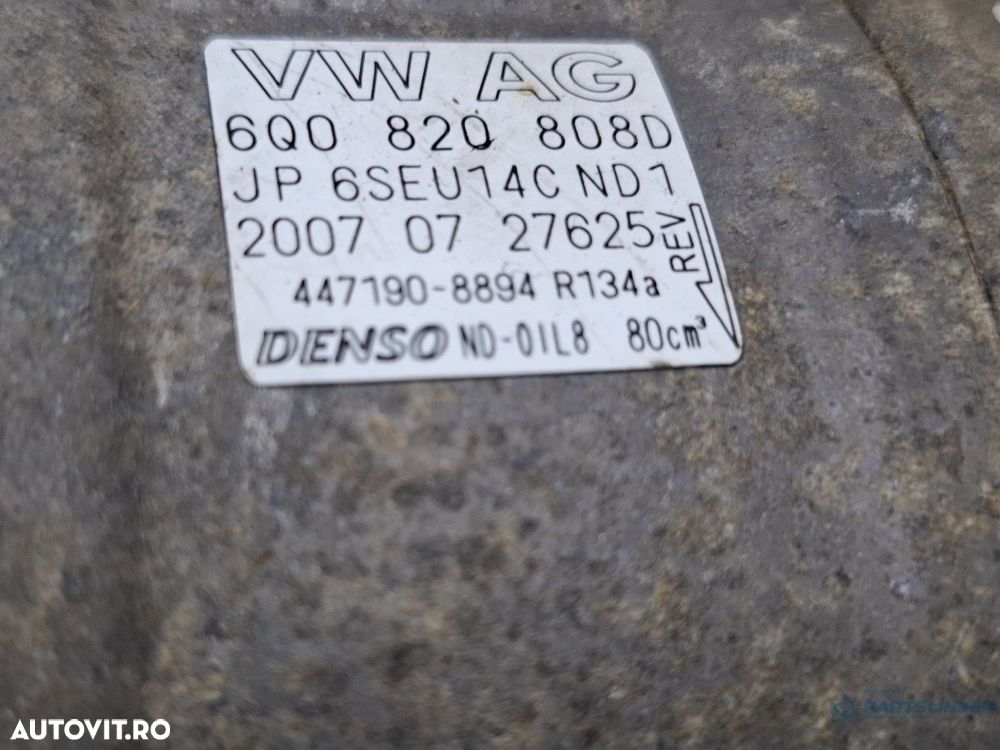 VW AG
6Q0 820 808D
JP 6SEU14C ND1
2007 07 27625
REV
447190-8894 R134a
DENSO ND-OIL8 80cm³
AUTOVIT.RO
PARTSLINKER